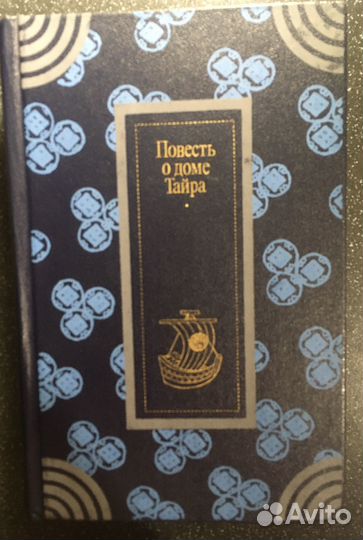 Повесть
о доме
Тайра
Avito